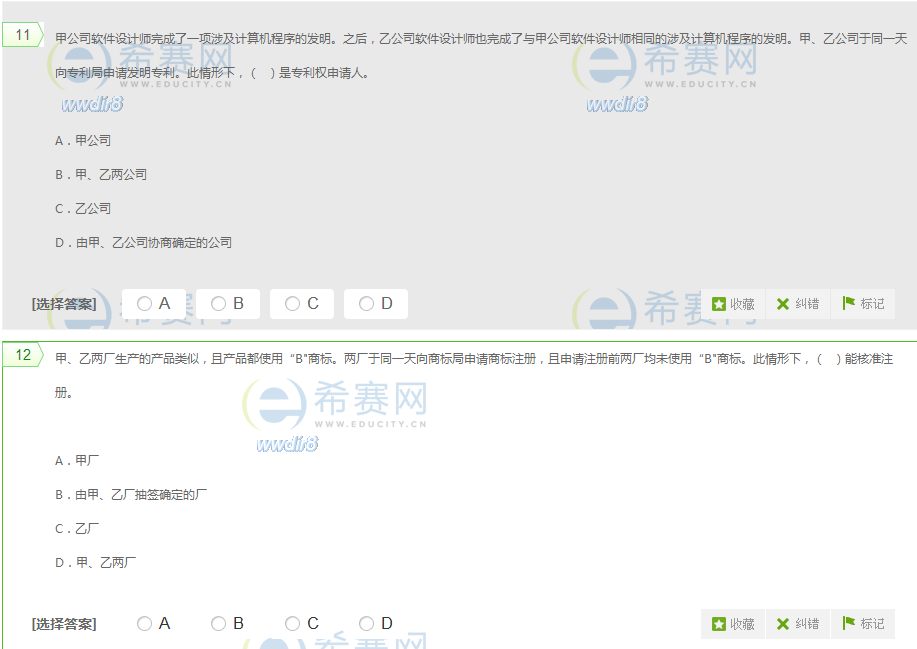 11
甲公司软件设计师完成了一项涉及计算机程序的发明。之后，乙公司软件设计师也完成了与甲公司软件设计师相同的涉及计算机程序的发明。甲、乙公司于同一天
向专利局申请发明专利。此情形下，（　）是专利权申请人。
希赛网
WWW.EDUCITY.CN
wwdir8
希赛网
WWW.EDUCITY.CN
wwdir8
A．甲公司
B．甲、乙两公司
C．乙公司
D．由甲、乙公司协商确定的公司
[选择答案] A B C D 收藏 纠错 标记
希赛网
希赛网
12
甲、乙两厂生产的产品类似，且产品都使用“B”商标。两厂于同一天向商标局申请商标注册，且申请注册前两厂均未使用“B”商标。此情形下，（　）能核准注
册。
希赛网
WWW.EDUCITY.CN
wwdir8
A．甲厂
B．由甲、乙厂抽签确定的厂
C．乙厂
D．甲、乙两厂
[选择答案] A B C D 收藏 纠错 标记
希赛网